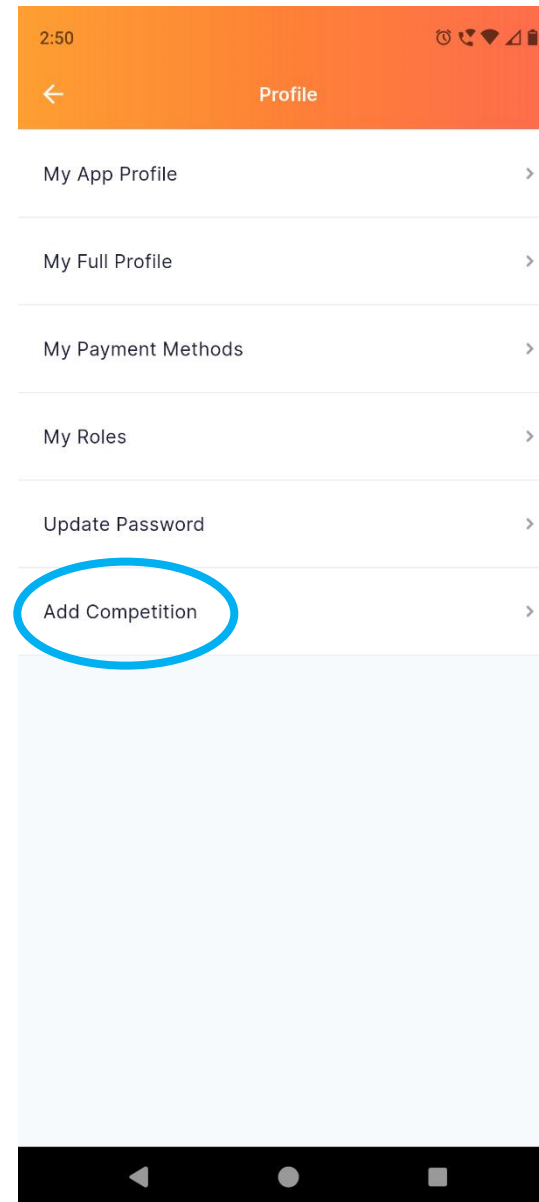 2:50
Profile
My App Profile
My Full Profile
My Payment Methods
My Roles
Update Password
Add Competition